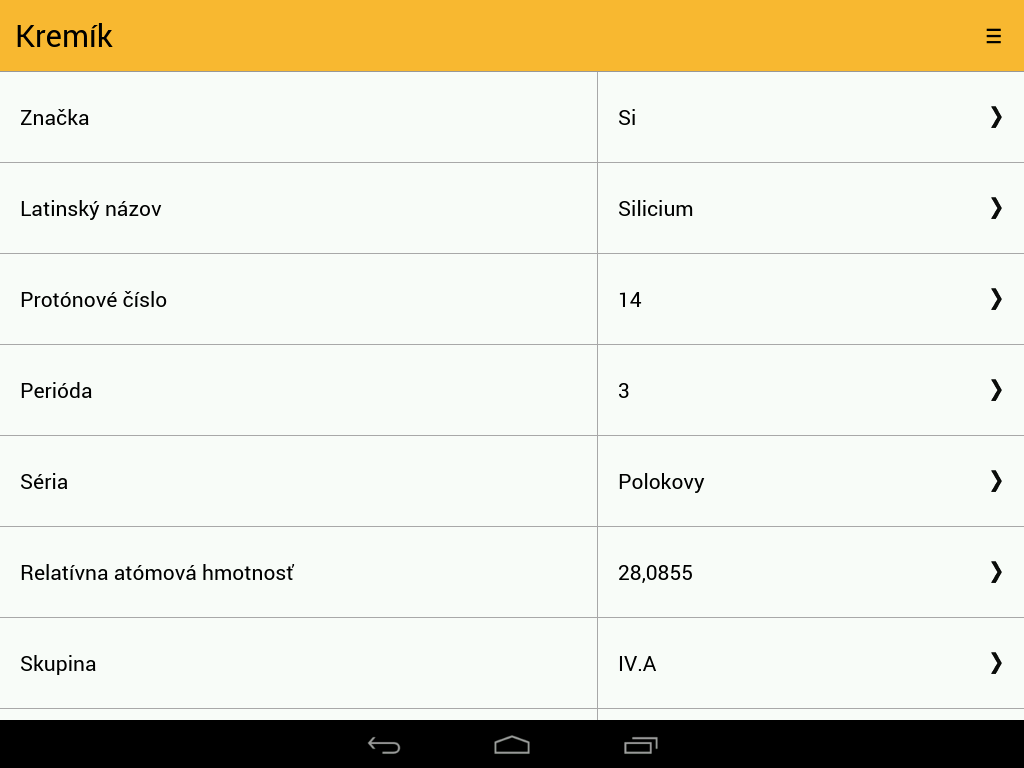 Kremík
Značka Si
Latinský názov Silicium
Protónové číslo 14
Perióda 3
Séria Polokovy
Relatívna atómová hmotnosť 28,0855
Skupina IV.A